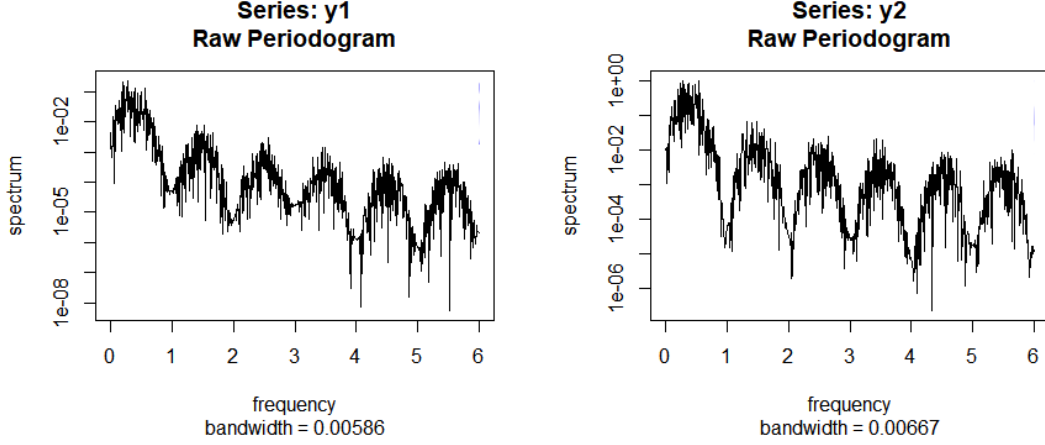 Series: y1
Raw Periodogram
spectrum
1e-02
1e-05
1e-08
0 1 2 3 4 5 6
frequency
bandwidth = 0.00586
Series: y2
Raw Periodogram
spectrum
1e+00
1e-02
1e-04
1e-06
0 1 2 3 4 5 6
frequency
bandwidth = 0.00667